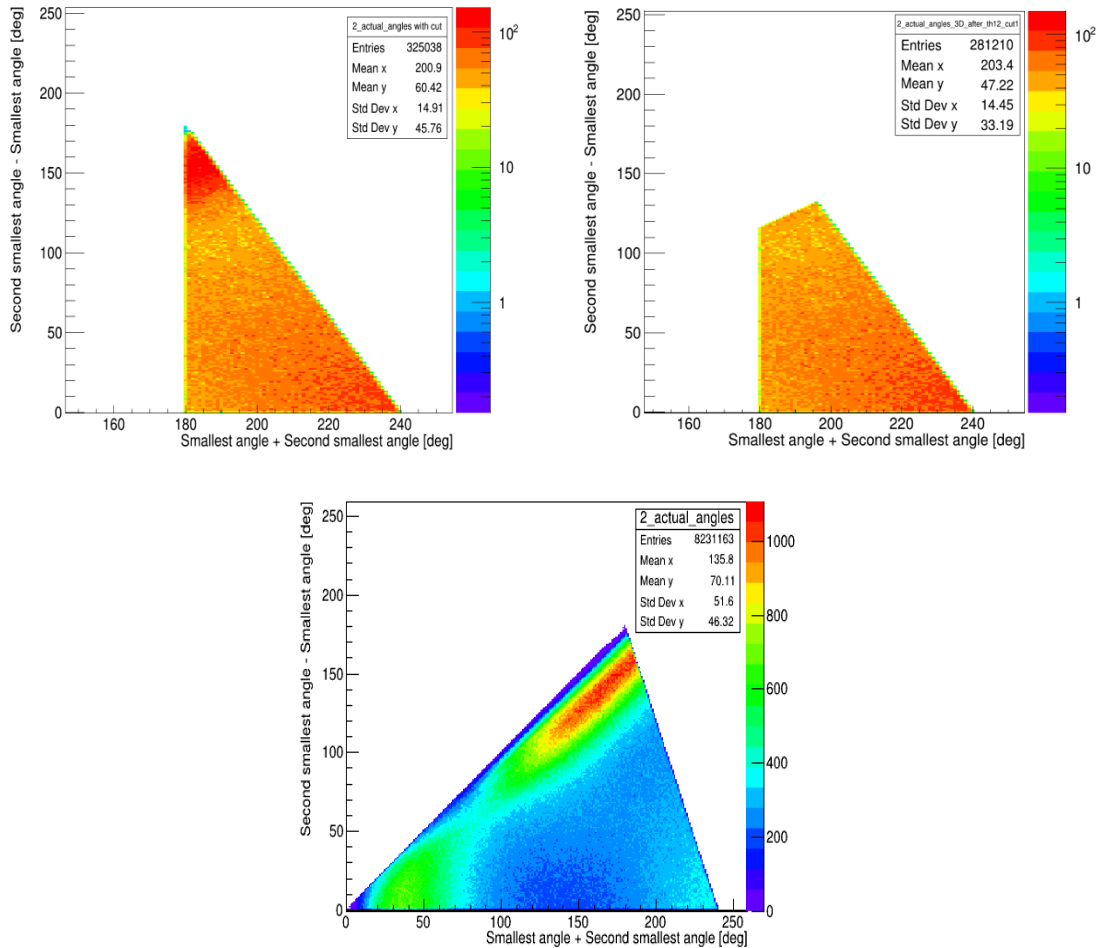 2_actual_angles with cut
Entries 325038
Mean x 200.9
Mean y 60.42
Std Dev x 14.91
Std Dev y 45.76
Second smallest angle - Smallest angle [deg]
250
200
150
100
50
0
160 180 200 220 240
Smallest angle + Second smallest angle [deg]
10²
10
1
2_actual_angles_3D_after_th12_cut1
Entries 281210
Mean x 203.4
Mean y 47.22
Std Dev x 14.45
Std Dev y 33.19
Second smallest angle - Smallest angle [deg]
250
200
150
100
50
0
160 180 200 220 240
Smallest angle + Second smallest angle [deg]
10²
10
1
2_actual_angles
Entries 8231163
Mean x 135.8
Mean y 70.11
Std Dev x 51.6
Std Dev y 46.32
Second smallest angle - Smallest angle [deg]
250
200
150
100
50
0
0 50 100 150 200 250
Smallest angle + Second smallest angle [deg]
1000
800
600
400
200
0